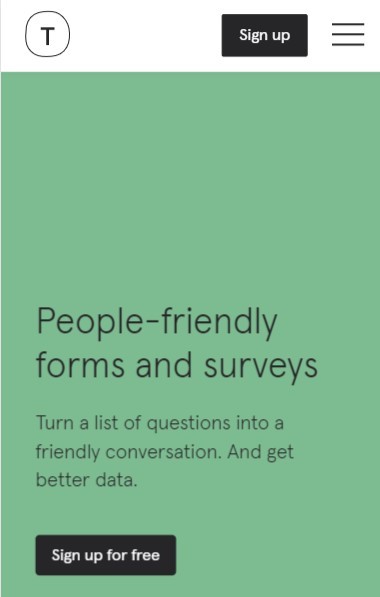 T
Sign up
People-friendly
forms and surveys
Turn a list of questions into a
friendly conversation. And get
better data.
Sign up for free